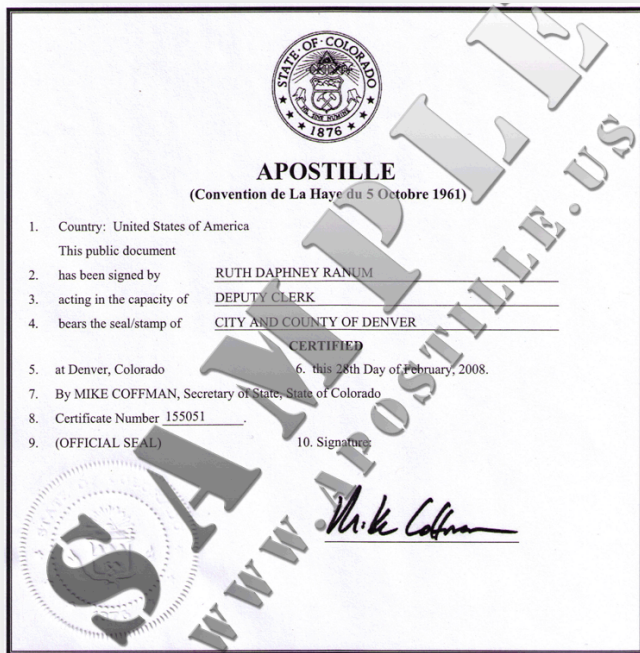 STATE·OF·COLORADO
1876
APOSTILLE
(Convention de La Haye du 5 Octobre 1961)
1. Country: United States of America
This public document
2. has been signed by RUTH DAPHNEY RANUM
3. acting in the capacity of DEPUTY CLERK
4. bears the seal/stamp of CITY AND COUNTY OF DENVER
CERTIFIED
5. at Denver, Colorado 6. this 28th Day of February, 2008.
7. By MIKE COFFMAN, Secretary of State, State of Colorado
8. Certificate Number 155051.
9. (OFFICIAL SEAL) 10. Signature:
Mike Coffman
SAMPLE
WWW.APOSTILLE.US